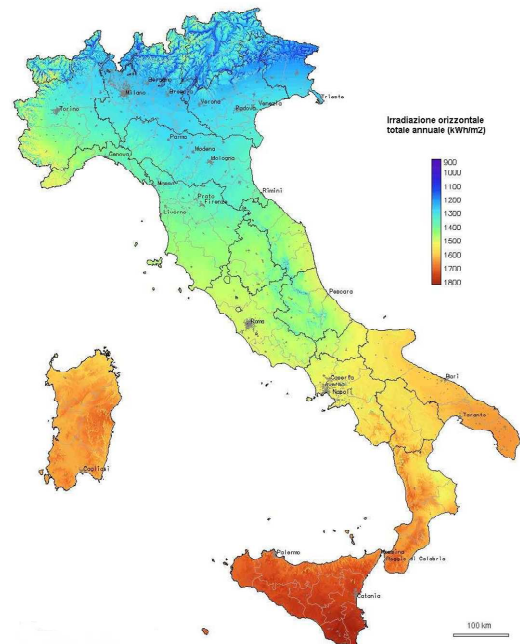 Bergamo
Milano
Brescia
Verona
Padova
Venezia
Trieste
Torino
Irradiazione orizzontale
totale annuale (kWh/m2)
Parma
Genova
Modena
Bologna
900
1000
1100
1200
1300
1400
1500
1600
1700
1800
Massa
Rimini
Prato
Firenze
Livorno
Pescara
Roma
Caserta
Napoli
Bari
Taranto
Cagliari
Palermo
Messina
Reggio di Calabria
Catania
100 km